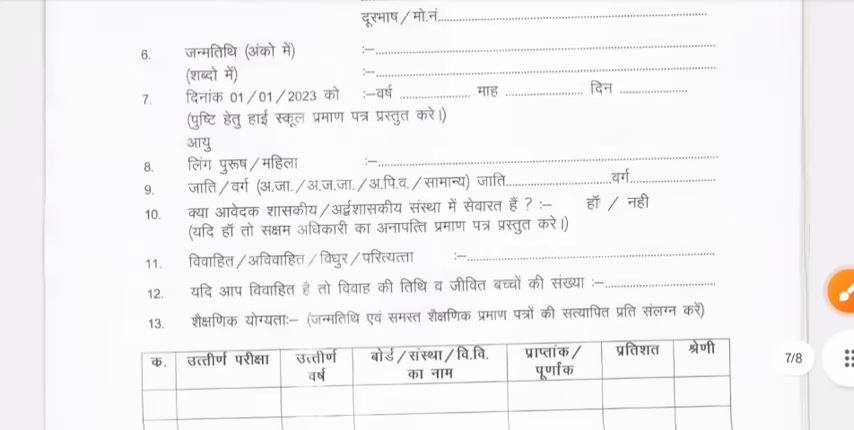 दूरभाष/मो.नं.
6. जन्मतिथि (अंको में) :–
(शब्दो में) :–
7. दिनांक 01/01/2023 को :–वर्ष माह दिन
(पुष्टि हेतु हाई स्कूल प्रमाण पत्र प्रस्तुत करे।)
आयु
8. लिंग पुरूष/महिला :–
9. जाति/वर्ग (अ.जा./अ.ज.जा./अ.पि.व./सामान्य) जाति वर्ग
10. क्या आवेदक शासकीय/अर्द्वशासकीय संस्था में सेवारत हैं ? :– हॉ / नही
(यदि हॉ तो सक्षम अधिकारी का अनापत्ति प्रमाण पत्र प्रस्तुत करे।)
11. विवाहित/अविवाहित/विधुर/परित्यत्ता :–
12. यदि आप विवाहित है तो विवाह की तिथि व जीवित बच्चों की संख्या :–
13. शैक्षणिक योग्यताः– (जन्मतिथि एवं समस्त शैक्षणिक प्रमाण पत्रों की सत्यापित प्रति संलग्न करें)
क. उत्तीर्ण परीक्षा उत्तीर्ण वर्ष बोर्ड/संस्था/वि.वि. का नाम प्राप्तांक/पूर्णांक प्रतिशत श्रेणी
7/8